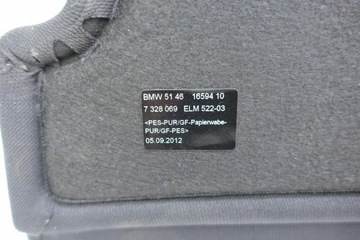 BMW 51 46 16594 10
7 328 069 ELM 522-03
<PES-PUR/GF-Papierwabe-
PUR/GF-PES>
05.09.2012